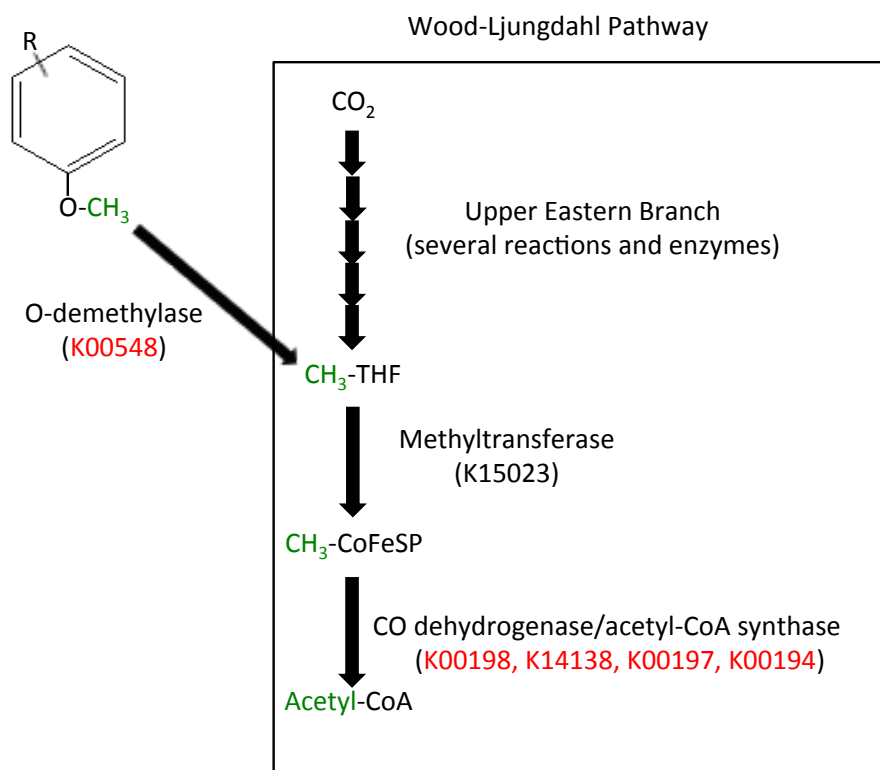 Wood-Ljungdahl Pathway
R
CO2
O-CH3
Upper Eastern Branch
(several reactions and enzymes)
O-demethylase
(K00548)
CH3-THF
Methyltransferase
(K15023)
CH3-CoFeSP
CO dehydrogenase/acetyl-CoA synthase
(K00198, K14138, K00197, K00194)
Acetyl-CoA